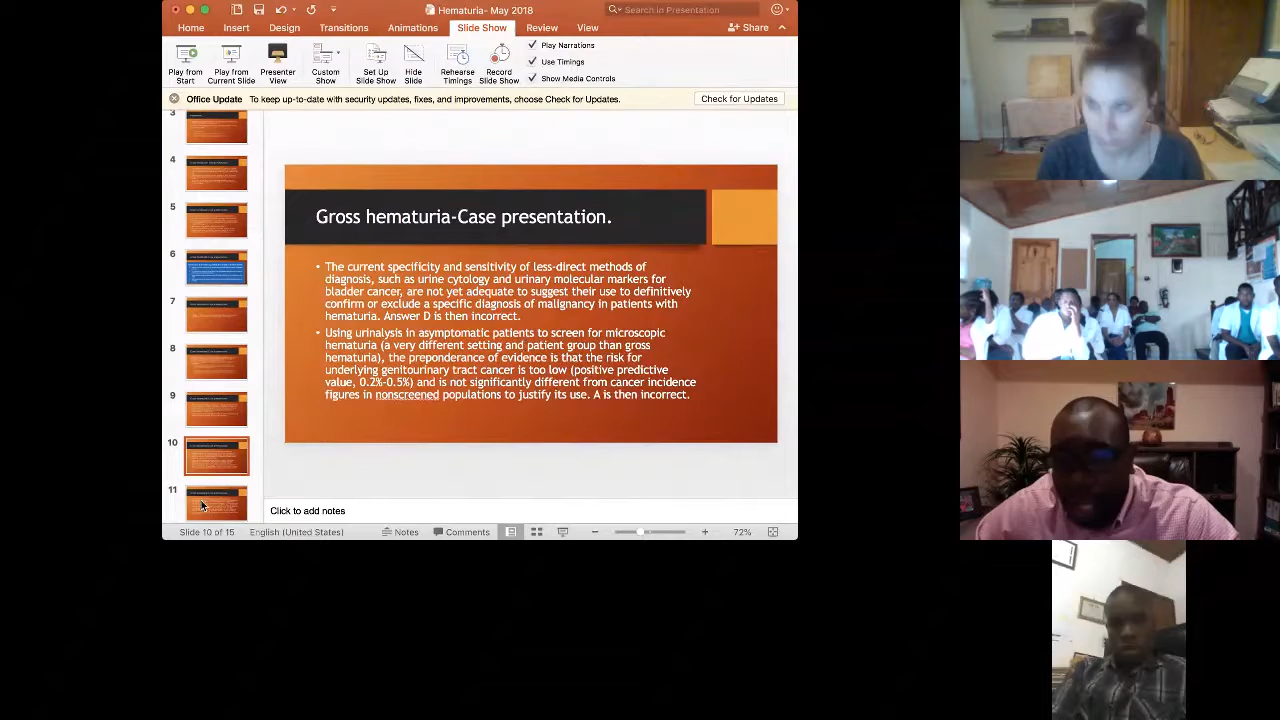 Hematuria- May 2018
Search in Presentation
Home Insert Design Transitions Animations Slide Show Review View Share
Play from Start
Play from Current Slide
Presenter View
Custom Show
Set Up Slide Show
Hide Slide
Rehearse Timings
Record Slide Show
Play Narrations
Use Timings
Show Media Controls
Office Update To keep up-to-date with security updates, fixes, and improvements, choose Check for Updates. Check for Updates
3
4
5
6
7
8
9
10
11
Gross hematuria-Case presentation.
• The current specificity and sensitivity of less-direct methods of
diagnosis, such as urine cytology and urinary molecular markers for
bladder cancer, are not yet adequate to suggest their use to definitively
confirm or exclude a specific diagnosis of malignancy in patients with
hematuria. Answer D is then incorrect.
• Using urinalysis in asymptomatic patients to screen for microscopic
hematuria (a very different setting and patient group than gross
hematuria), the preponderance of evidence is that the risk for
underlying genitourinary tract cancer is too low (positive predictive
value, 0.2%-0.5%) and is not significantly different from cancer incidence
figures in nonscreened populations to justify its use. A is then incorrect.
Click to add notes
Slide 10 of 15 English (United States) Notes Comments 72%